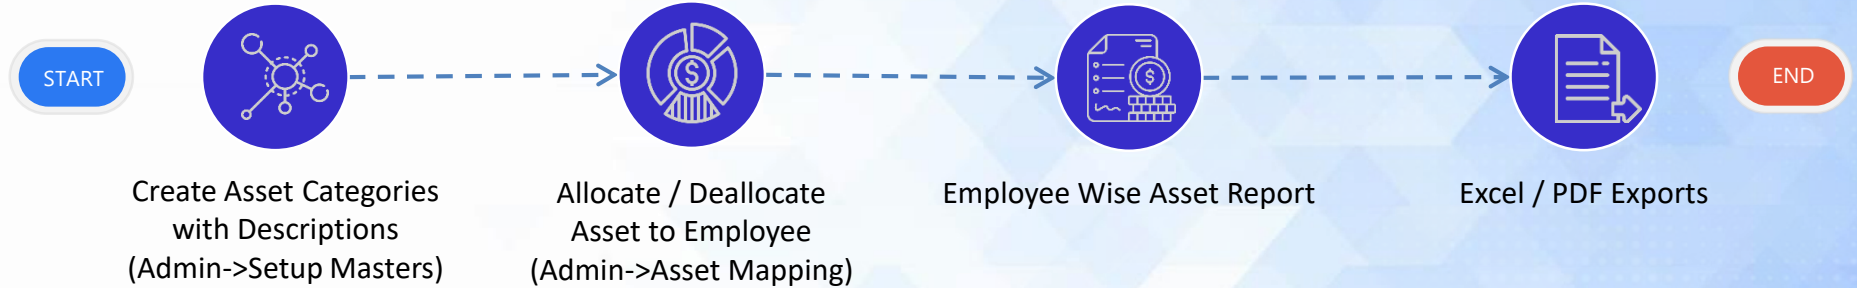 START
END
Create Asset Categories
with Descriptions
(Admin->Setup Masters)
Allocate / Deallocate
Asset to Employee
(Admin->Asset Mapping)
Employee Wise Asset Report
Excel / PDF Exports